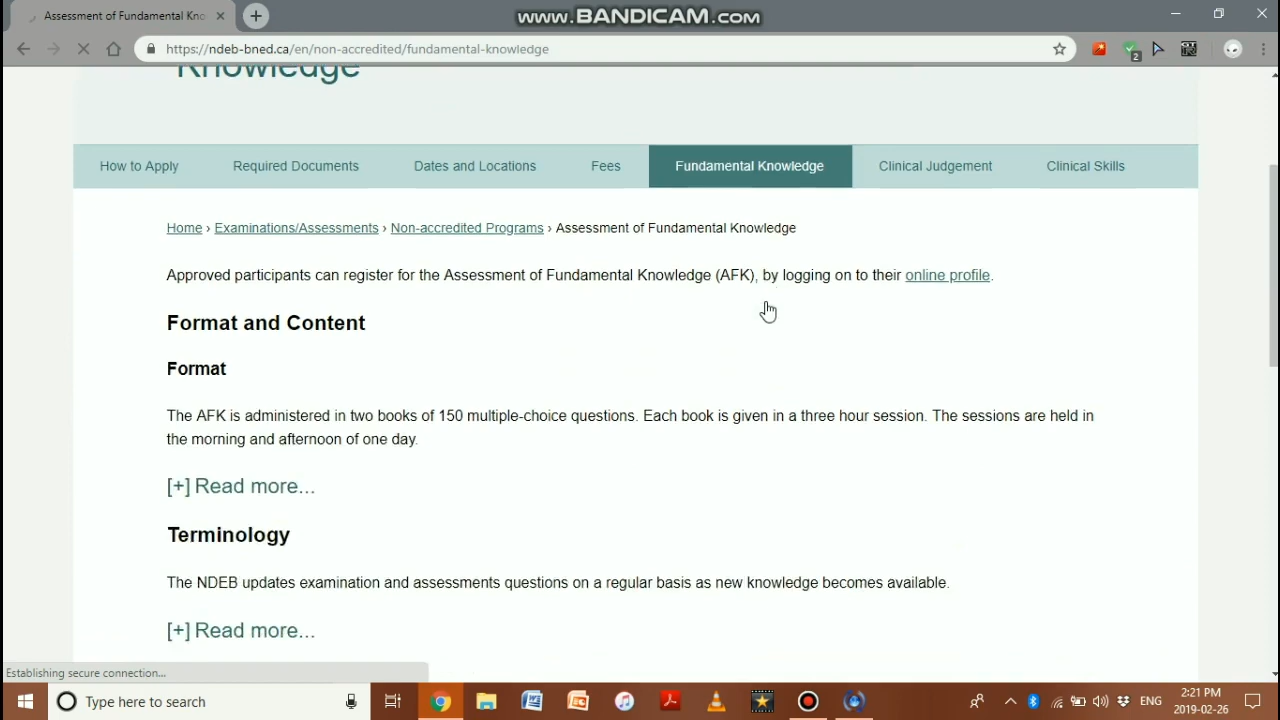 Assessment of Fundamental Kno
www.BANDICAM.com
https://ndeb-bned.ca/en/non-accredited/fundamental-knowledge
2
Knowledge
How to Apply
Required Documents
Dates and Locations
Fees
Fundamental Knowledge
Clinical Judgement
Clinical Skills
Home › Examinations/Assessments › Non-accredited Programs › Assessment of Fundamental Knowledge
Approved participants can register for the Assessment of Fundamental Knowledge (AFK), by logging on to their online profile.
Format and Content
Format
The AFK is administered in two books of 150 multiple-choice questions. Each book is given in a three hour session. The sessions are held in
the morning and afternoon of one day.
[+] Read more...
Terminology
The NDEB updates examination and assessments questions on a regular basis as new knowledge becomes available.
[+] Read more...
Establishing secure connection...
Type here to search
ENG
2:21 PM
2019-02-26